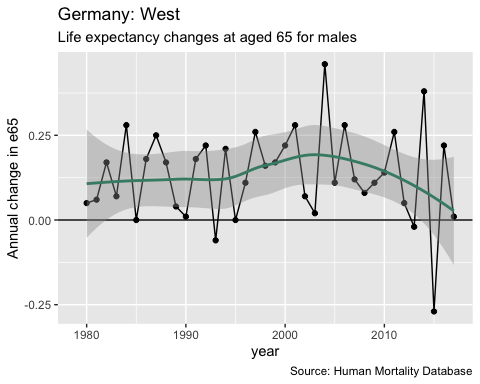 Germany: West
Life expectancy changes at aged 65 for males
Annual change in e65
0.25
0.00
-0.25
1980 1990 2000 2010
year
Source: Human Mortality Database